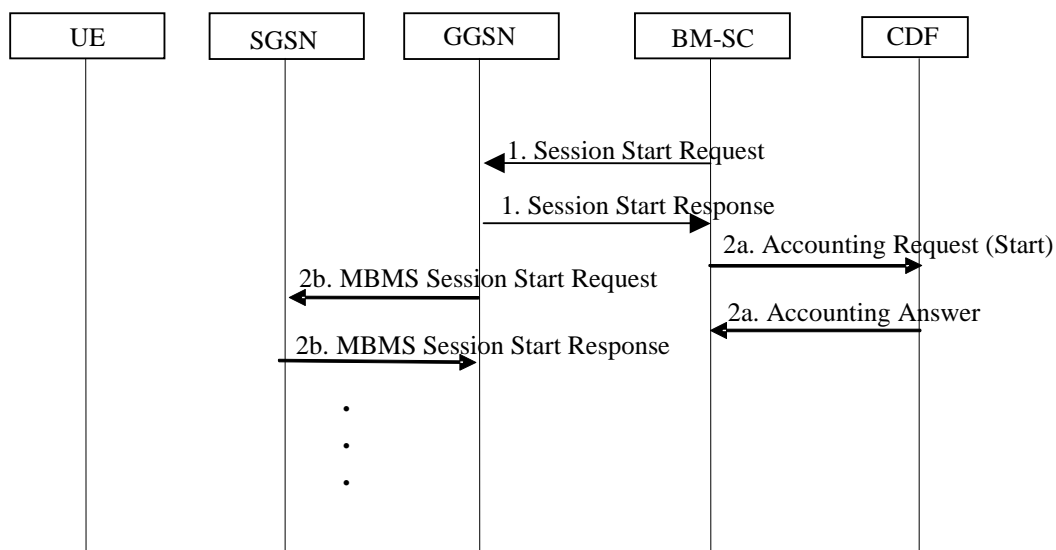 UE
SGSN
GGSN
BM-SC
CDF
1. Session Start Request
1. Session Start Response
2a. Accounting Request (Start)
2b. MBMS Session Start Request
2a. Accounting Answer
2b. MBMS Session Start Response